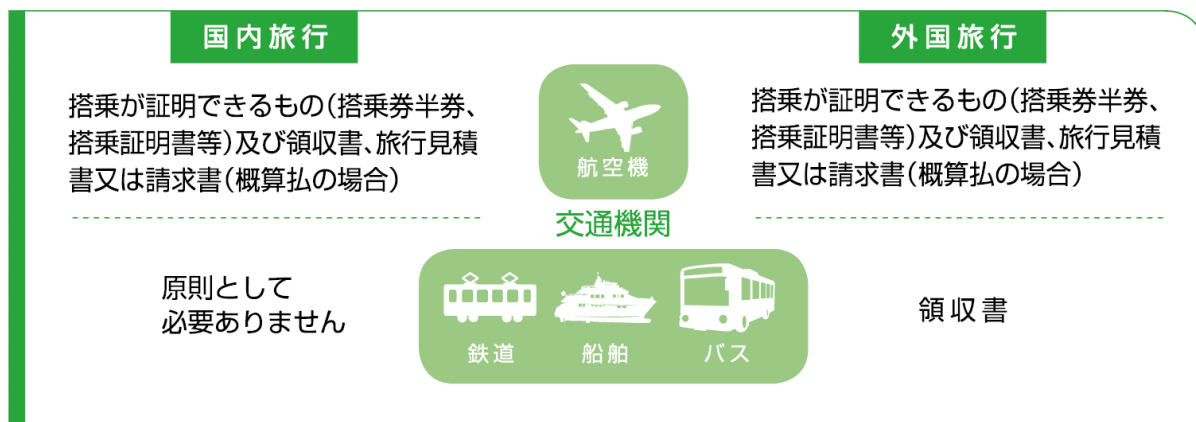 国内旅行
外国旅行
搭乗が証明できるもの(搭乗券半券、
搭乗証明書等)及び領収書、旅行見積
書又は請求書(概算払の場合)
航空機
搭乗が証明できるもの(搭乗券半券、
搭乗証明書等)及び領収書、旅行見積
書又は請求書(概算払の場合)
交通機関
原則として
必要ありません
鉄道
船舶
バス
領収書